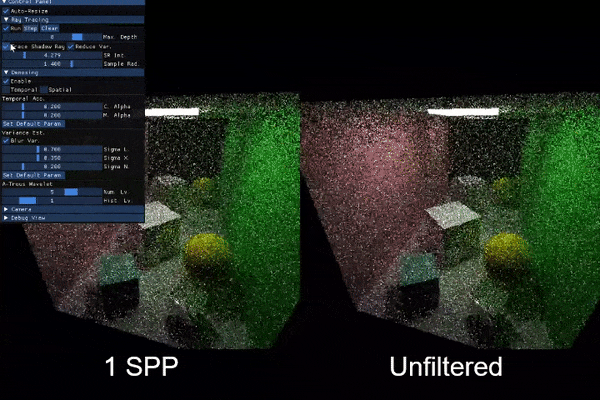 Control Panel
Auto-Resize
Ray Tracing
Run Step Clear
8 Max Depth
Trace Shadow Ray Reduce Var.
4.279 SR Int.
1.400 Sample Rad.
Denoising
Enable
Temporal Spatial
Temporal Acc.
0.200 C. Alpha
0.200 M. Alpha
Set Default Param
Variance Est.
Blur Var.
0.700 Sigma L
0.350 Sigma X
0.200 Sigma N
Set Default Param
A-Trous Wavelet
5 Num. Lv.
1 Hist. Lv.
Camera
Debug View
1 SPP
Unfiltered